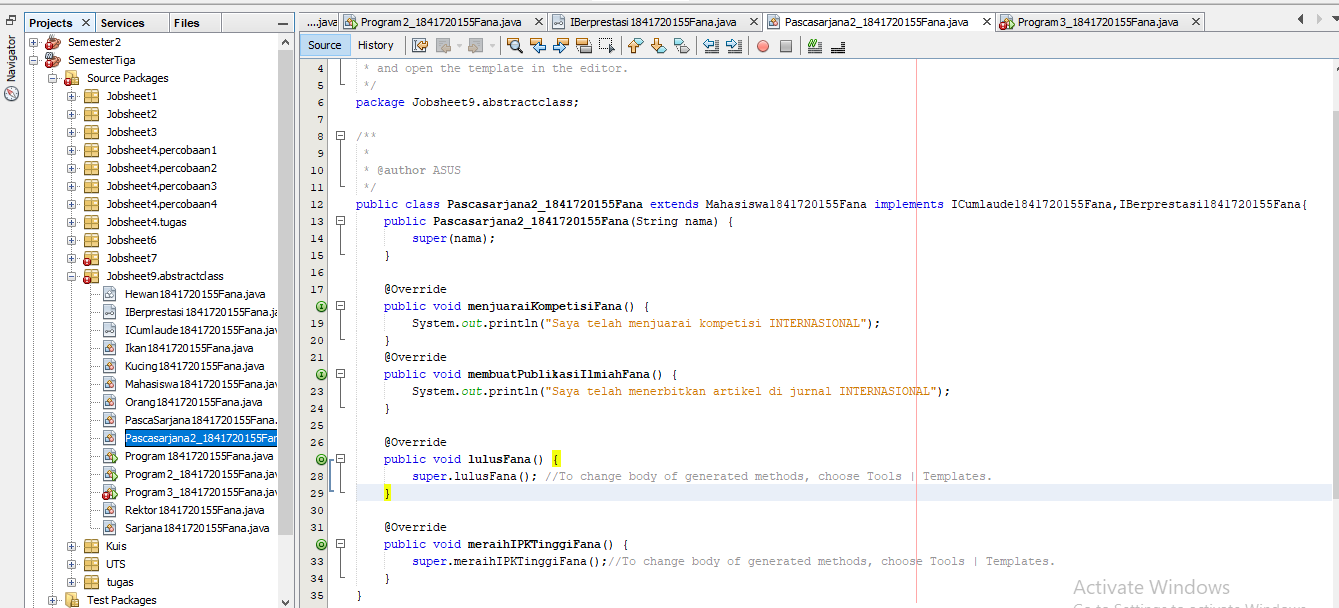 Navigator
Projects
Services
Files
Semester2
SemesterTiga
Source Packages
Jobsheet1
Jobsheet2
Jobsheet3
Jobsheet4.percobaan1
Jobsheet4.percobaan2
Jobsheet4.percobaan3
Jobsheet4.percobaan4
Jobsheet4.tugas
Jobsheet6
Jobsheet7
Jobsheet9.abstractclass
Hewan1841720155Fana.java
IBerprestasi1841720155Fana.ja
ICumlaude1841720155Fana.jav
Ikan1841720155Fana.java
Kucing1841720155Fana.java
Mahasiswa1841720155Fana.jav
Orang1841720155Fana.java
PascaSarjana1841720155Fana.
Pascasarjana2_1841720155Far
Program1841720155Fana.java
Program2_1841720155Fana.jav
Program3_1841720155Fana.jav
Rektor1841720155Fana.java
Sarjana1841720155Fana.java
Kuis
UTS
tugas
Test Packages
....java
Program2_1841720155Fana.java
IBerprestasi1841720155Fana.java
Pascasarjana2_1841720155Fana.java
Program3_1841720155Fana.java
Source
History
4 * and open the template in the editor.
5 */
6 package Jobsheet9.abstractclass;
7
8 /**
9 *
10 * @author ASUS
11 */
12 public class Pascasarjana2_1841720155Fana extends Mahasiswa1841720155Fana implements ICumlaude1841720155Fana,IBerprestasi1841720155Fana{
13 public Pascasarjana2_1841720155Fana(String nama) {
14 super(nama);
15 }
16
17 @Override
public void menjuaraiKompetisiFana() {
19 System.out.println("Saya telah menjuarai kompetisi INTERNASIONAL");
20 }
21 @Override
public void membuatPublikasiIlmiahFana() {
23 System.out.println("Saya telah menerbitkan artikel di jurnal INTERNASIONAL");
24 }
25
26 @Override
public void lulusFana() {
28 super.lulusFana(); //To change body of generated methods, choose Tools | Templates.
29 }
30
31 @Override
public void meraihIPKTinggiFana() {
33 super.meraihIPKTinggiFana();//To change body of generated methods, choose Tools | Templates.
34 }
35 }
Activate Windows
Go to Settings to activate Windows